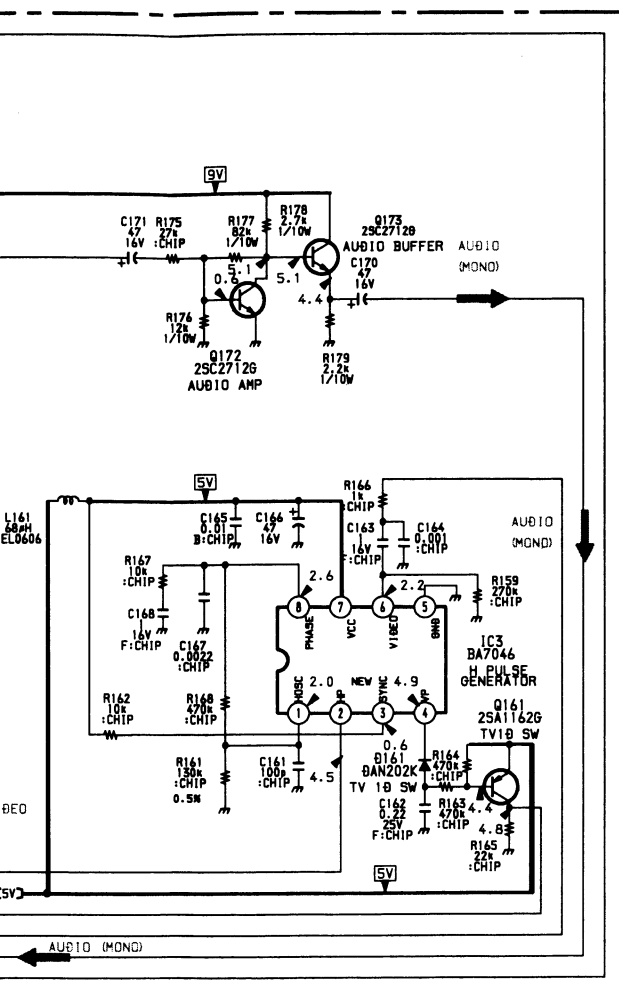 9V
C171
47
16V
R175
27k
:CHIP
R177
82k
1/10W
R178
2.7k
1/10W
Q173
2SC2712G
AUDIO BUFFER
AUDIO
(MONO)
C170
47
16V
5.1
0.6
5.1
4.4
R176
12k
1/10W
Q172
2SC2712G
AUDIO AMP
R179
2.2k
1/10W
5V
L161
68µH
EL0606
C165
0.01
B:CHIP
C166
47
16V
R166
1k
:CHIP
C163
1
16V
F:CHIP
C164
0.001
:CHIP
AUDIO
(MONO)
R167
10k
:CHIP
2.6
2.2
R159
270k
:CHIP
C168
1
16V
F:CHIP
C167
0.0022
:CHIP
8
7
6
5
PHASE
VCC
VIDEO
GND
IC3
BA7046
H PULSE
GENERATOR
HOSC
2.0
HP
NEW
SYNC
4.9
VP
1
2
3
4
R162
10k
:CHIP
R168
470k
:CHIP
Q161
2SA1162G
TV1D SW
R161
130k
:CHIP
0.5%
C161
100p
:CHIP
4.5
0.6
D161
DAN202K
TV 1D SW
R164
470k
:CHIP
C162
0.22
25V
F:CHIP
R163
470k
:CHIP
4.4
4.8
R165
22k
:CHIP
DEO
5V
[5V]
AUDIO (MONO)